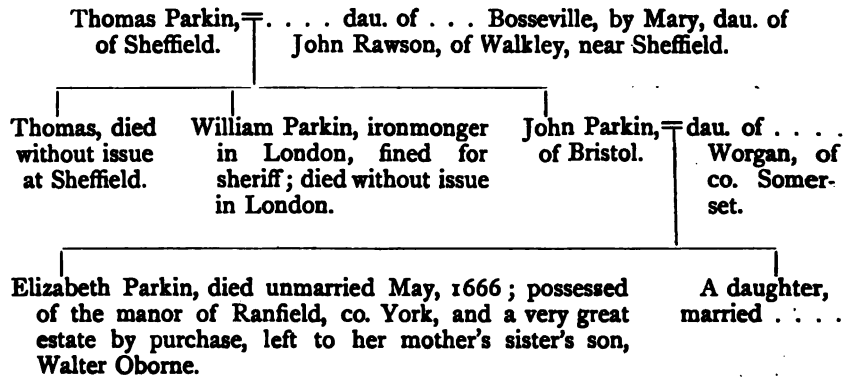 Thomas Parkin,=. . . . dau. of . . . Bosseville, by Mary, dau. of
of Sheffield. John Rawson, of Walkley, near Sheffield.
Thomas, died
without issue
at Sheffield.
William Parkin, ironmonger
in London, fined for
sheriff; died without issue
in London.
John Parkin,=dau. of . . . .
of Bristol. Worgan, of
co. Somer-
set.
Elizabeth Parkin, died unmarried May, 1666; possessed
of the manor of Ranfield, co. York, and a very great
estate by purchase, left to her mother's sister's son,
Walter Oborne.
A daughter,
married . . . .